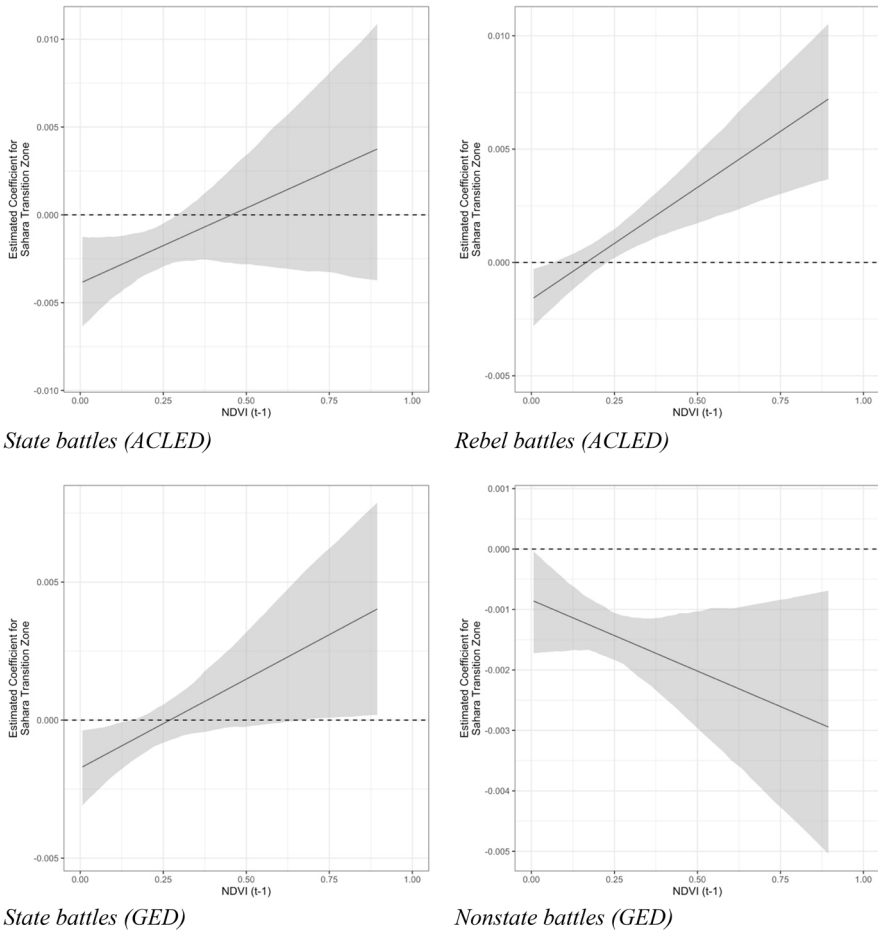 0.010
0.005
0.000
-0.005
-0.010
Estimated Coefficient for
Sahara Transition Zone
0.00 0.25 0.50 0.75 1.00
NDVI (t-1)
State battles (ACLED)
0.010
0.005
0.000
-0.005
Estimated Coefficient for
Sahara Transition Zone
0.00 0.25 0.50 0.75 1.00
NDVI (t-1)
Rebel battles (ACLED)
0.005
0.000
-0.005
Estimated Coefficient for
Sahara Transition Zone
0.00 0.25 0.50 0.75 1.00
NDVI (t-1)
State battles (GED)
0.001
0.000
-0.001
-0.002
-0.003
-0.004
-0.005
Estimated Coefficient for
Sahara Transition Zone
0.00 0.25 0.50 0.75 1.00
NDVI (t-1)
Nonstate battles (GED)